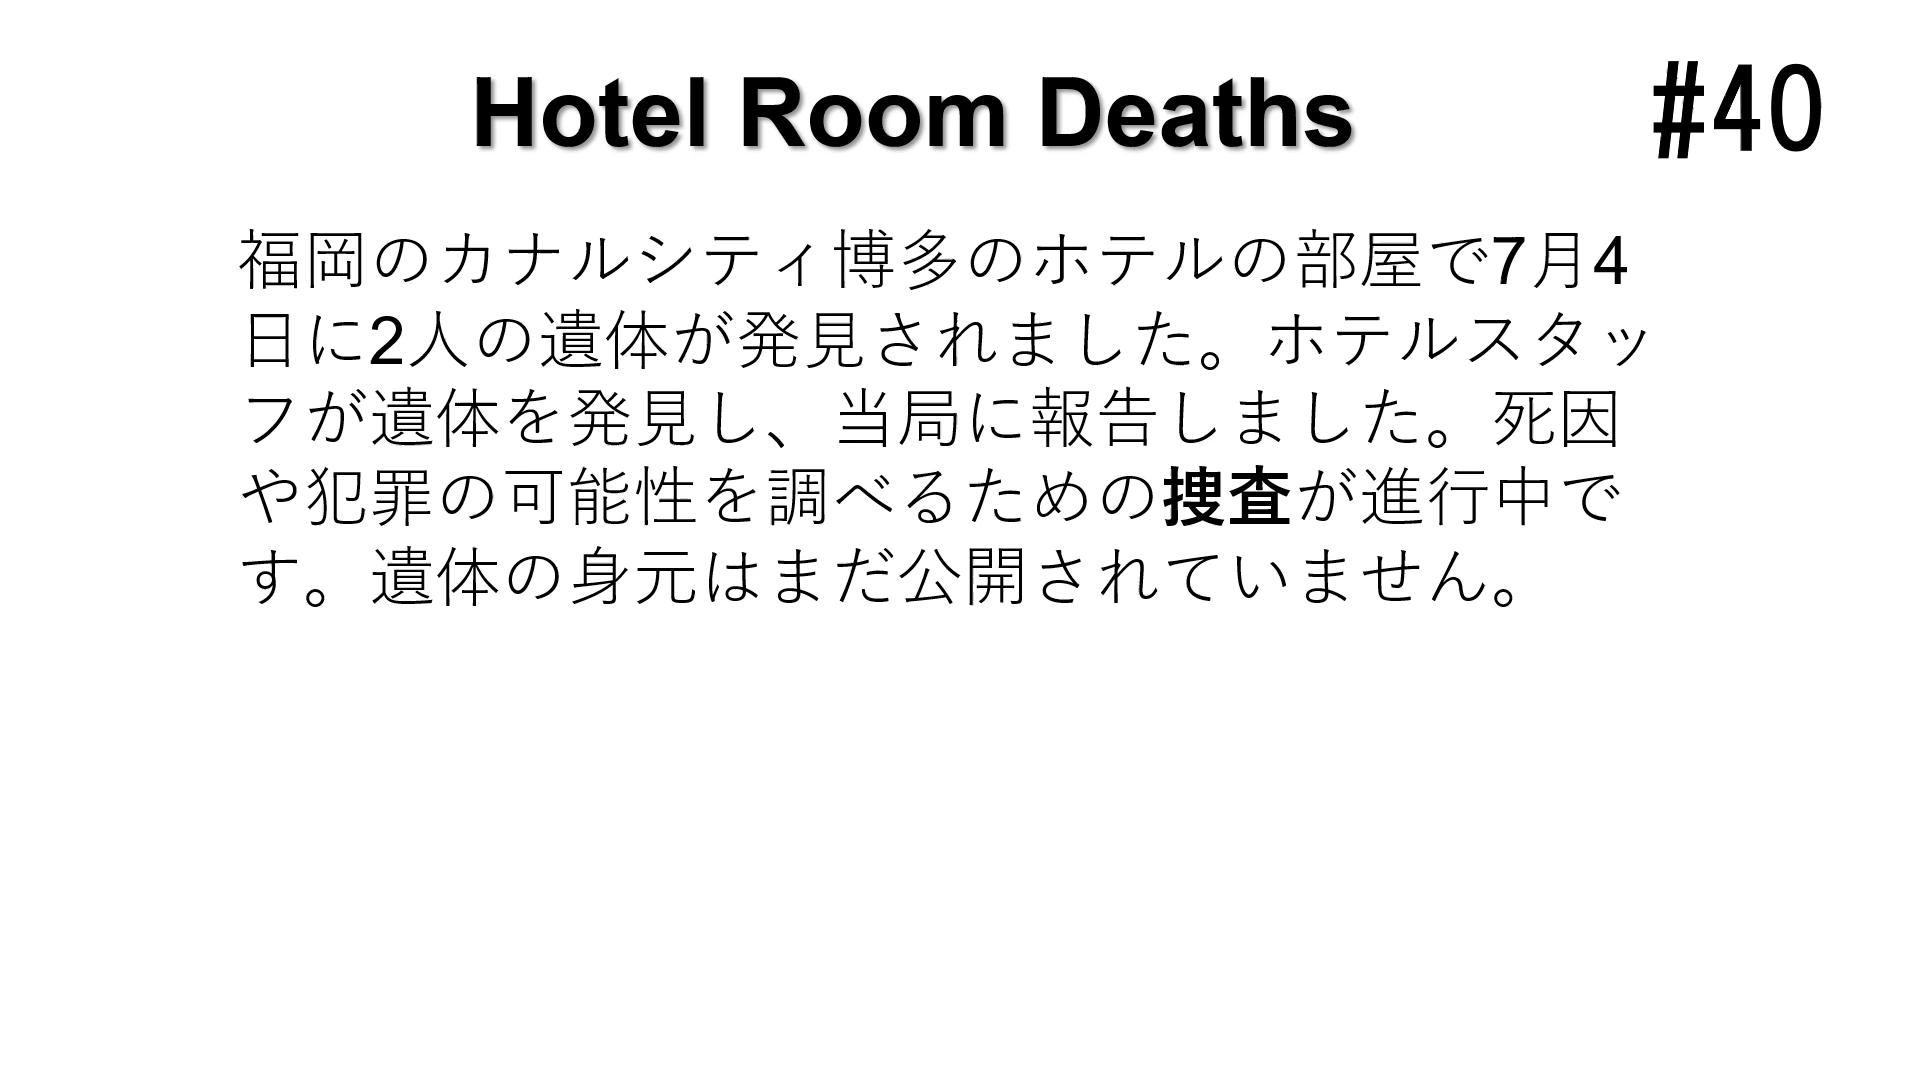 Hotel Room Deaths
#40
福岡のカナルシティ博多のホテルの部屋で7月4
日に2人の遺体が発見されました。ホテルスタッ
フが遺体を発見し、当局に報告しました。死因
や犯罪の可能性を調べるための捜査が進行中で
す。遺体の身元はまだ公開されていません。